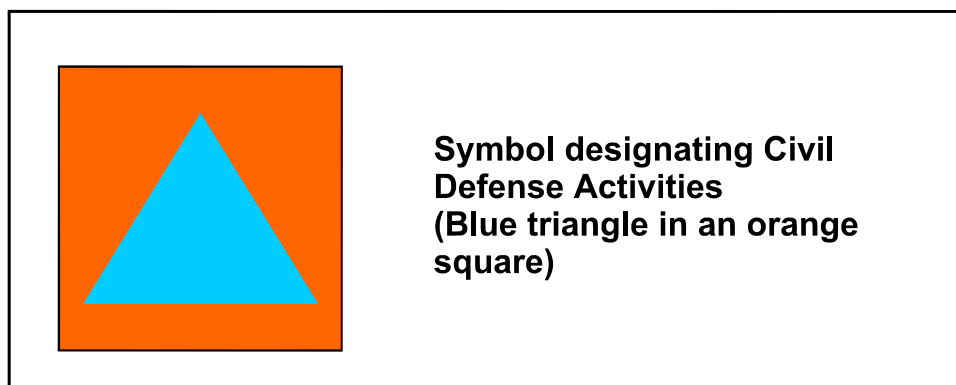 Symbol designating Civil
Defense Activities
(Blue triangle in an orange
square)